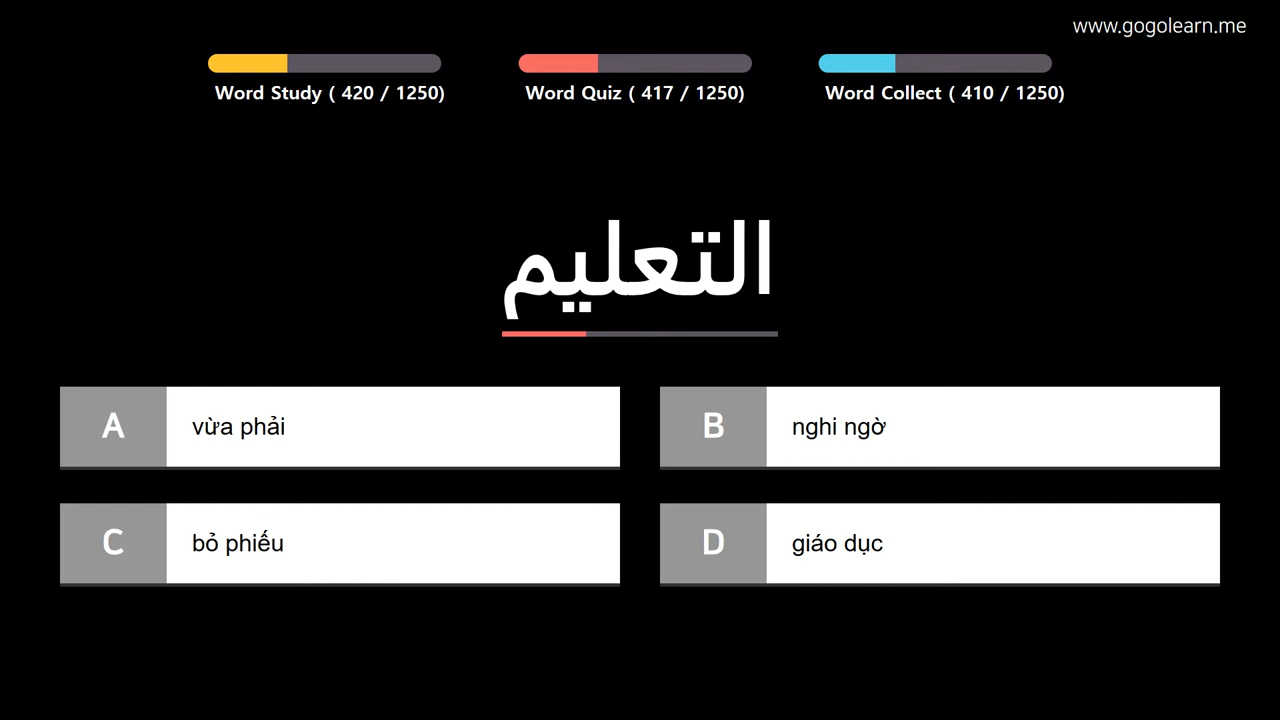 www.gogolearn.me
Word Study ( 420 / 1250)
Word Quiz ( 417 / 1250)
Word Collect ( 410 / 1250)
التعليم
A
vừa phải
B
nghi ngờ
C
bỏ phiếu
D
giáo dục